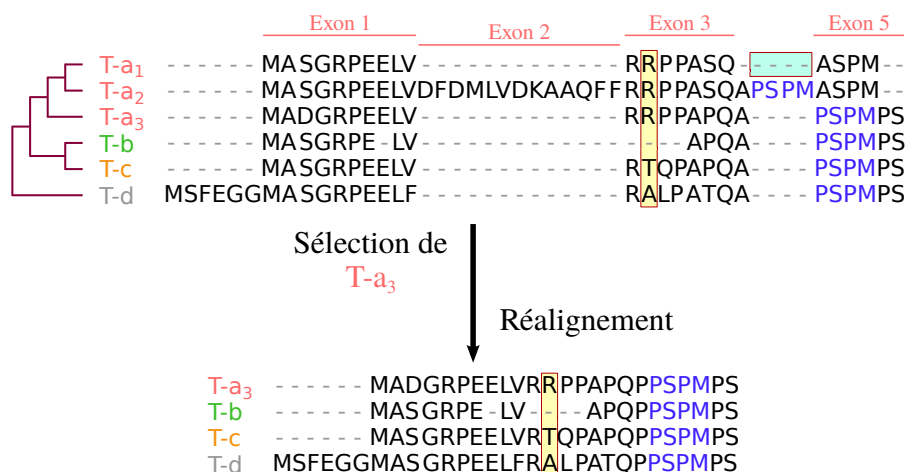 Exon 1 Exon 2 Exon 3 Exon 5
T-a₁ - - - - - - MASGRPEELV - - - - - - - - - - - - - RRPPASQ - - - - ASPM - -
T-a₂ - - - - - - MASGRPEELVDFDMLVDKAAQFFRRPPASQAPSPMASPM - -
T-a₃ - - - - - - MADGRPEELV - - - - - - - - - - - - - RRPPAPQA - - - - PSPMPS
T-b - - - - - - MASGRPE - LV - - - - - - - - - - - - - - - - - APQA - - - - PSPMPS
T-c - - - - - - MASGRPEELV - - - - - - - - - - - - - RTQPAPQA - - - - PSPMPS
T-d MSFEGGMASGRPEELF - - - - - - - - - - - - - RALPATQA - - - - PSPMPS
Sélection de
T-a₃
Réalignement
T-a₃ - - - - - - MADGRPEELVRRPPAPQPPSPMPS
T-b - - - - - - MASGRPE - LV - - - - APQPPSPMPS
T-c - - - - - - MASGRPEELVRTQPAPQPPSPMPS
T-d MSFEGGMASGRPEELFRALPATQPPSPMPS